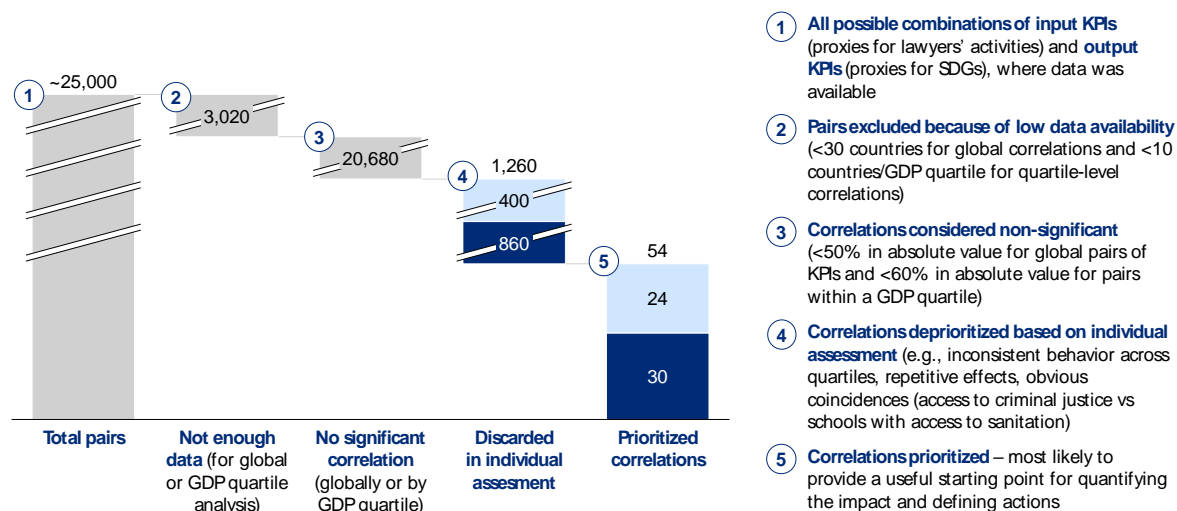 ~25,000
1
2
3,020
3
20,680
4
1,260
400
860
5
54
24
30
Total pairs
Not enough
data (for global
or GDP quartile
analysis)
No significant
correlation
(globally or by
GDP quartile)
Discarded
in individual
assesment
Prioritized
correlations
1
All possible combinations of input KPIs
(proxies for lawyers' activities) and output
KPIs (proxies for SDGs), where data was
available
2
Pairs excluded because of low data availability
(<30 countries for global correlations and <10
countries/GDP quartile for quartile-level
correlations)
3
Correlations considered non-significant
(<50% in absolute value for global pairs of
KPIs and <60% in absolute value for pairs
within a GDP quartile)
4
Correlations deprioritized based on individual
assessment (e.g., inconsistent behavior across
quartiles, repetitive effects, obvious
coincidences (access to criminal justice vs
schools with access to sanitation)
5
Correlations prioritized – most likely to
provide a useful starting point for quantifying
the impact and defining actions